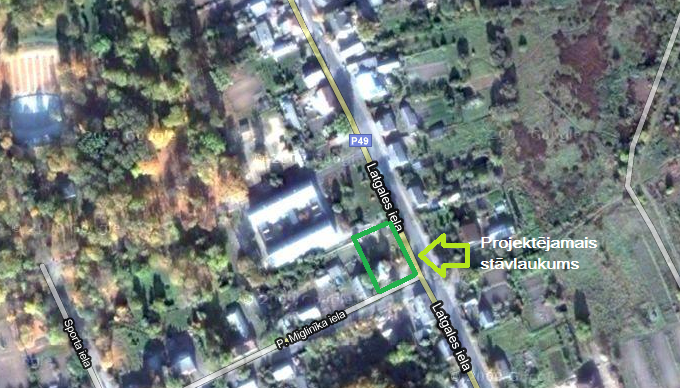 P49
Latgales iela
Projektējamais
stāvlaukums
P. Miglinīka iela
Latgales iela
Sporta iela